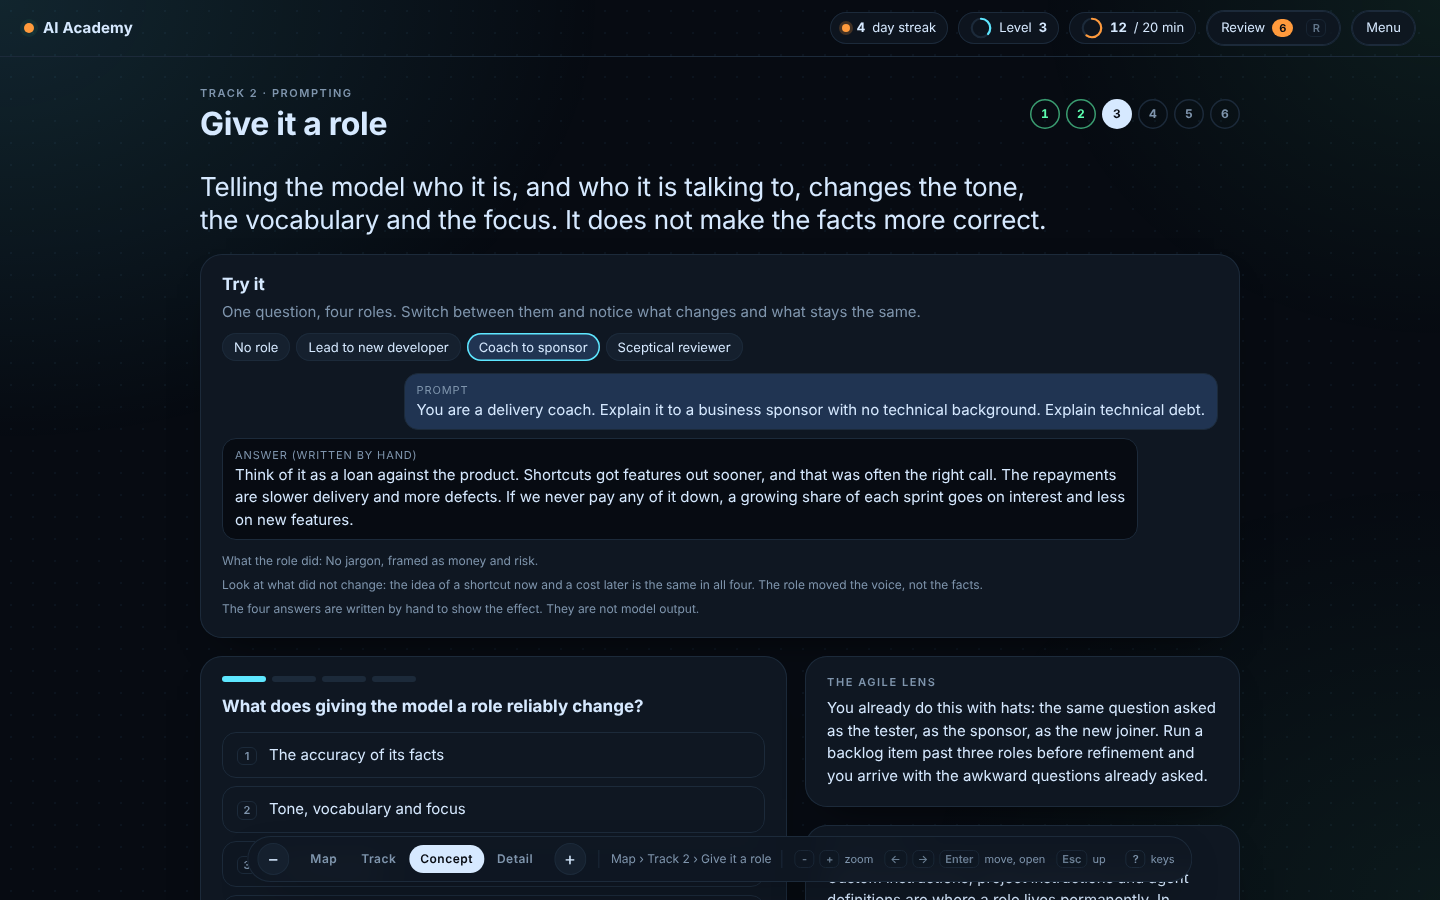 AI Academy
4 day streak
Level 3
12 / 20 min
Review 6 R
Menu
TRACK 2 · PROMPTING
Give it a role
1 2 3 4 5 6
Telling the model who it is, and who it is talking to, changes the tone,
the vocabulary and the focus. It does not make the facts more correct.
Try it
One question, four roles. Switch between them and notice what changes and what stays the same.
No role
Lead to new developer
Coach to sponsor
Sceptical reviewer
PROMPT
You are a delivery coach. Explain it to a business sponsor with no technical background. Explain technical debt.
ANSWER (WRITTEN BY HAND)
Think of it as a loan against the product. Shortcuts got features out sooner, and that was often the right call. The repayments
are slower delivery and more defects. If we never pay any of it down, a growing share of each sprint goes on interest and less
on new features.
What the role did: No jargon, framed as money and risk.
Look at what did not change: the idea of a shortcut now and a cost later is the same in all four. The role moved the voice, not the facts.
The four answers are written by hand to show the effect. They are not model output.
What does giving the model a role reliably change?
1 The accuracy of its facts
2 Tone, vocabulary and focus
3
THE AGILE LENS
You already do this with hats: the same question asked
as the tester, as the sponsor, as the new joiner. Run a
backlog item past three roles before refinement and
you arrive with the awkward questions already asked.
− Map Track Concept Detail +
Map › Track 2 › Give it a role
- + zoom ← → Enter move, open Esc up ? keys
definitions are where a role lives permanently. In